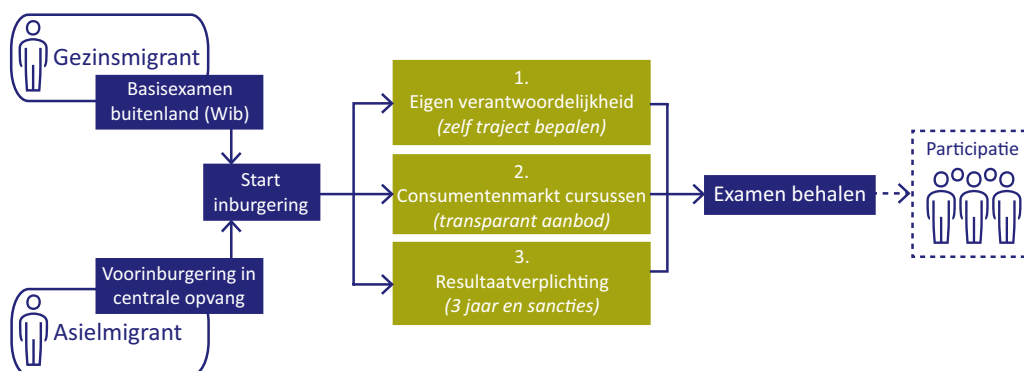 Gezinsmigrant
Basisexamen
buitenland (Wib)
Start
inburgering
Voorinburgering in
centrale opvang
Asielmigrant
1.
Eigen verantwoordelijkheid
(zelf traject bepalen)
2.
Consumentenmarkt cursussen
(transparant aanbod)
3.
Resultaatverplichting
(3 jaar en sancties)
Examen behalen
Participatie